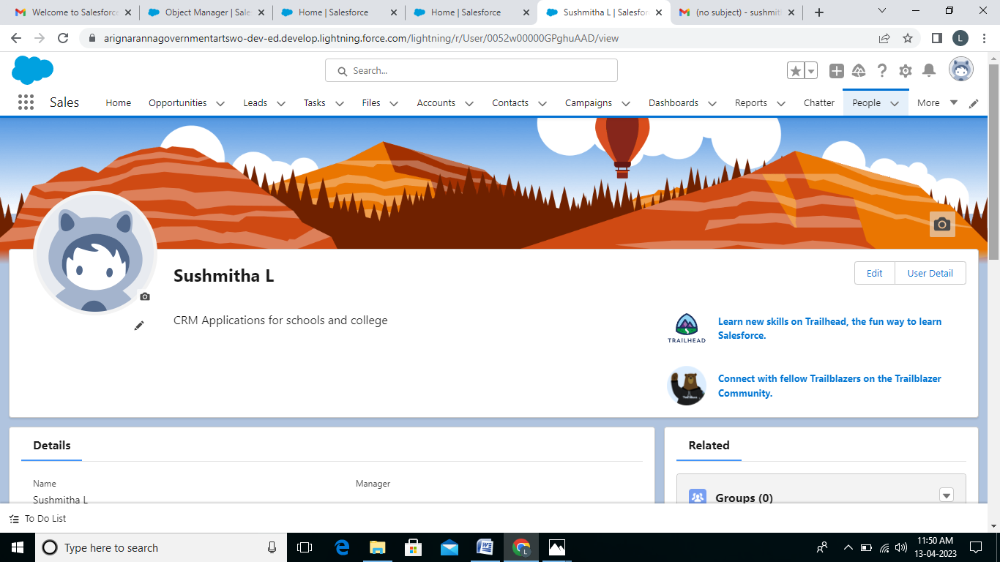 Welcome to Salesforc
Object Manager | Sale
Home | Salesforce
Home | Salesforce
Sushmitha L | Salesfor
(no subject) - sushmit
arignarannagovernmentartswo-dev-ed.develop.lightning.force.com/lightning/r/User/0052w00000GPghuAAD/view
L
Search...
Sales
Home
Opportunities
Leads
Tasks
Files
Accounts
Contacts
Campaigns
Dashboards
Reports
Chatter
People
More
Sushmitha L
Edit
User Detail
CRM Applications for schools and college
TRAILHEAD
Learn new skills on Trailhead, the fun way to learn
Salesforce.
Connect with fellow Trailblazers on the Trailblazer
Community.
Details
Related
Name
Manager
Sushmitha L
Groups (0)
To Do List
Type here to search
L
11:50 AM
13-04-2023